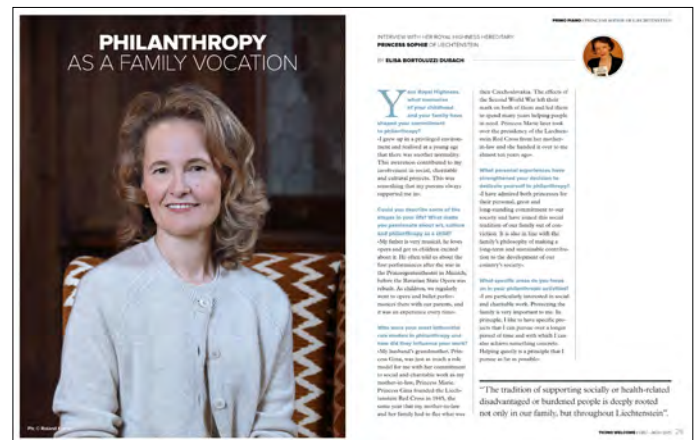 PHILANTHROPY
AS A FAMILY VOCATION
INTERVIEW WITH HER ROYAL HIGHNESS HEREDITARY
PRINCESS SOPHIE OF LIECHTENSTEIN
BY ELISA BORTOLUZZI DUBACH
Your Royal Highness,
what memories
of your childhood
and your family have
shaped your commitment
to philanthropy?
«I grew up in a privileged environ-
ment and realised at a young age
that there was another normality.
This awareness contributed to my
involvement in social, charitable
and cultural projects. This was
something that my parents always
supported me in».
Could you describe some of the
stages in your life? What made
you passionate about art, culture
and philanthropy as a child?
«My father is very musical, he loves
opera and got us children excited
about it. He often told us about the
first performances after the war in
the Prinzregententheater in Munich,
before the Bavarian State Opera was
rebuilt. As children, we regularly
went to opera and ballet perfor-
mances there with our parents, and
it was an experience every time».
Who were your most influential
role models in philanthropy and
how did they influence your work?
«My husband's grandmother, Prin-
cess Gina, was just as much a role
model for me with her commitment
to social and charitable work as my
mother-in-law, Princess Marie.
Princess Gina founded the Liech-
tenstein Red Cross in 1945, the
same year that my mother-in-law
and her family had to flee what was
then Czechoslovakia. The effects of
the Second World War left their
mark on both of them and led them
to spend many years helping people
in need. Princess Marie later took
over the presidency of the Liechten-
stein Red Cross from her mother-
in-law and she handed it over to me
almost ten years ago».
What personal experiences have
strengthened your decision to
dedicate yourself to philanthropy?
«I have admired both princesses for
their personal, great and
long-standing commitment to our
society and have joined this social
tradition of our family out of con-
viction. It is also in line with the
family's philosophy of making a
long-term and sustainable contribu-
tion to the development of our
country's society».
What specific areas do you focus
on in your philanthropic activities?
«I am particularly interested in social
and charitable work. Protecting the
family is very important to me. In
principle, I like to have specific pro-
jects that I can pursue over a longer
period of time and with which I can
also achieve something concrete.
Helping quietly is a principle that I
pursue as far as possible».
"The tradition of supporting socially or health-related
disadvantaged or burdened people is deeply rooted
not only in our family, but throughout Liechtenstein".
TICINO WELCOME
29